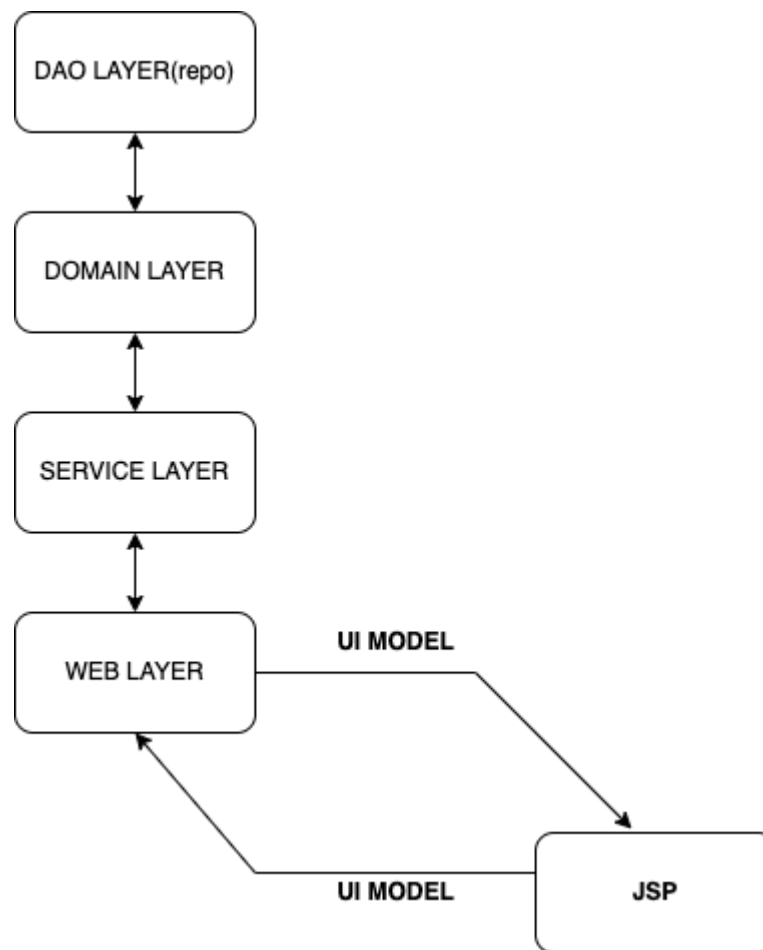 DAO LAYER(repo)
DOMAIN LAYER
SERVICE LAYER
UI MODEL
WEB LAYER
UI MODEL
JSP